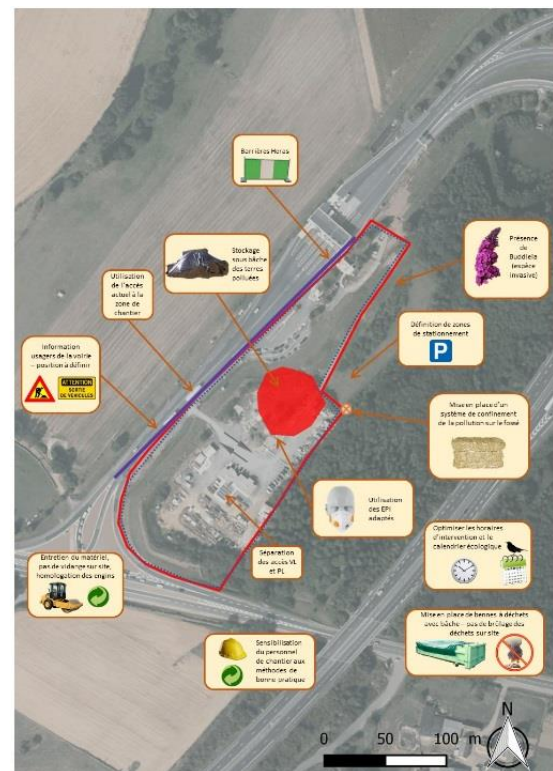 Barrières Heras
Stockage
sous bâche
des terres
polluées
Présence
de
Buddleia
(espèce
invasive)
Utilisation
de l'accès
actuel à la
zone de
chantier
Définition de zones
de stationnement
P
Information
usagers de la voirie
– position à définir
ATTENTION
SORTIE
DE VEHICULES
Mise en place d'un
système de confinement
de la pollution sur le fossé
Utilisation
des EPI
adaptés
Optimiser les horaires
d'intervention et le
calendrier écologique
Entretien du matériel,
pas de vidange sur site,
homologation des engins
Séparation
des accès VL
et PL
Mise en place de bennes à déchets
avec bâche – pas de brûlage des
déchets sur site
Sensibilisation
du personnel
de chantier aux
méthodes de
bonne pratique
N
0 50 100 m